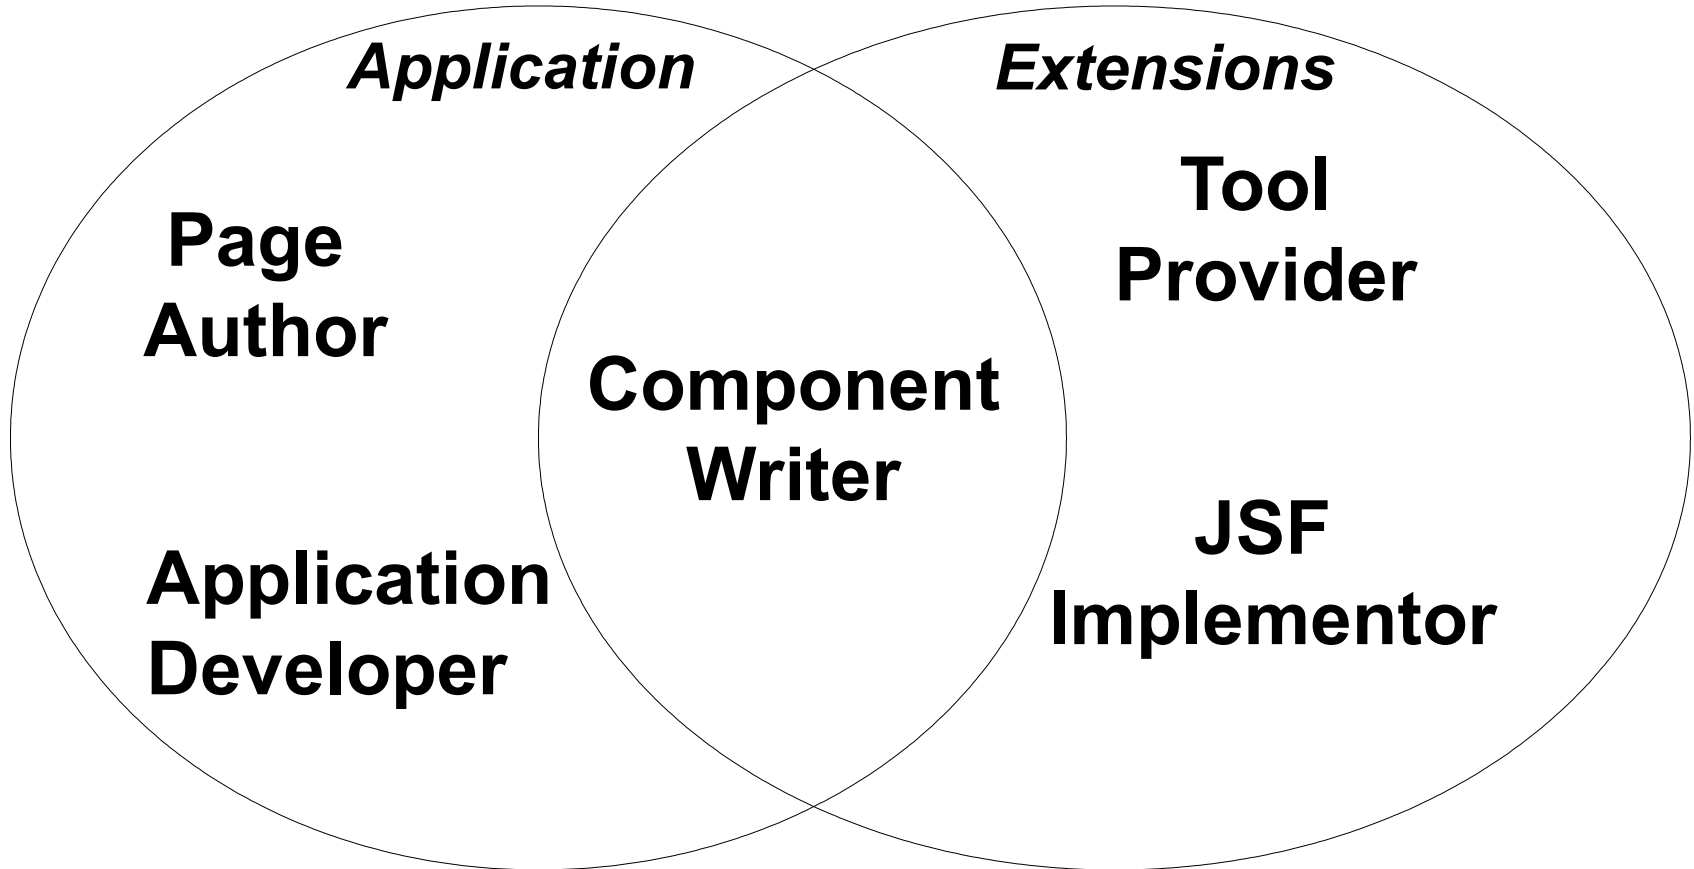 Application
Extensions
Page
Author
Application
Developer
Component
Writer
Tool
Provider
JSF
Implementor